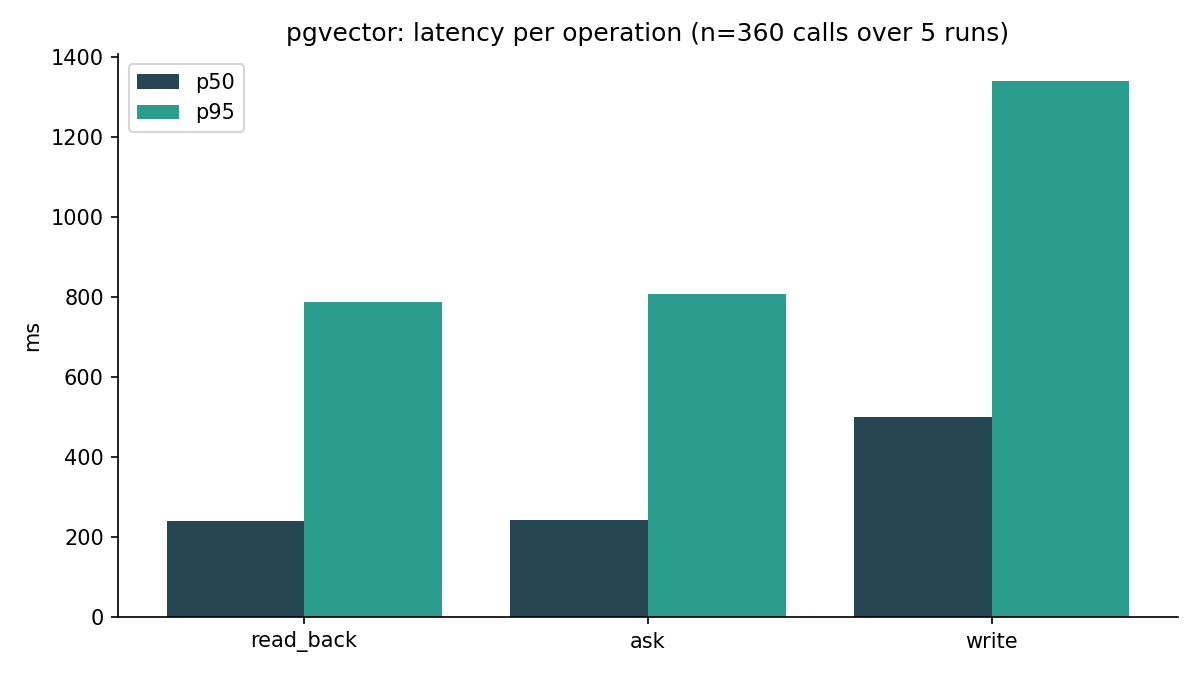 pgvector: latency per operation (n=360 calls over 5 runs)
p50
p95
1400
1200
1000
800
600
400
200
0
ms
read_back
ask
write